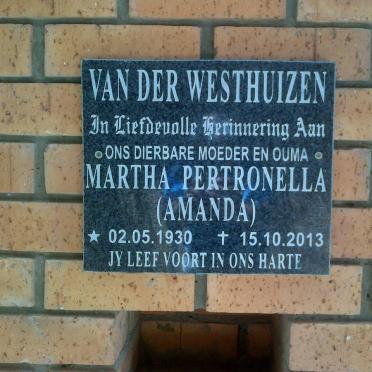 VAN DER WESTHUIZEN
In Liefdevolle Herinnering Aan
ONS DIERBARE MOEDER EN OUMA
MARTHA PERTRONELLA
(AMANDA)
★ 02.05.1930 ✝ 15.10.2013
JY LEEF VOORT IN ONS HARTE